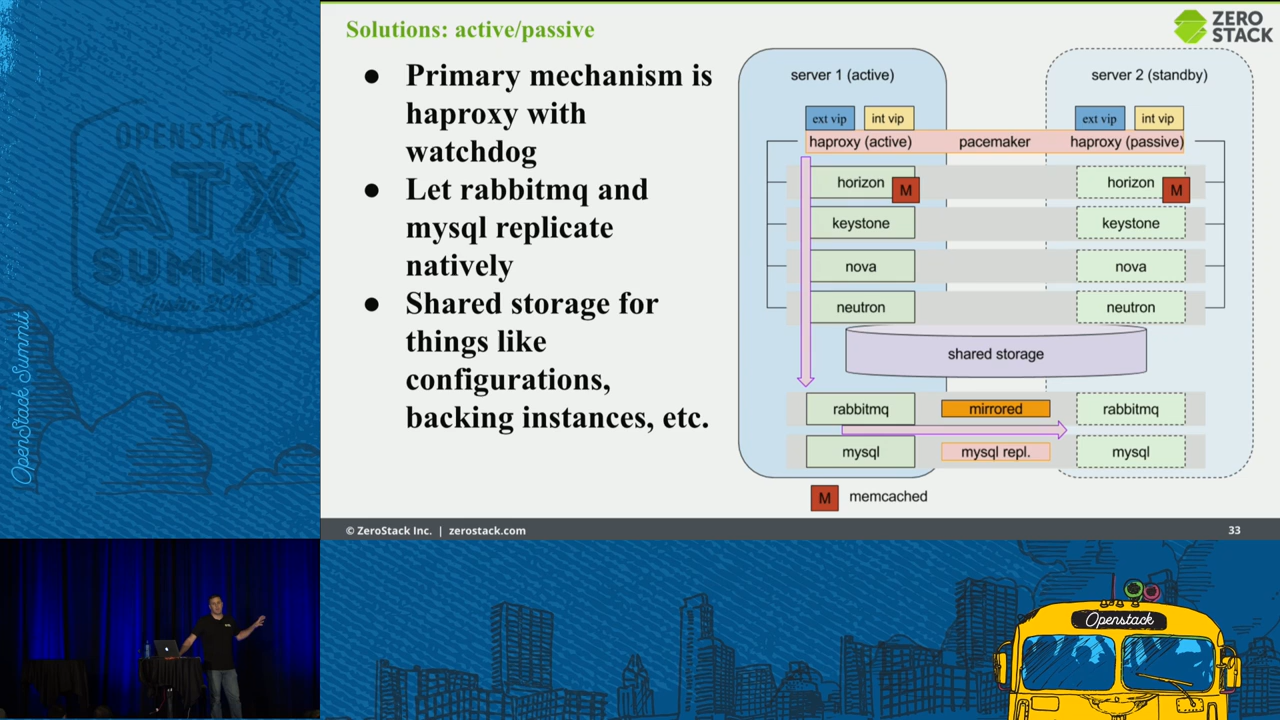 Solutions: active/passive
ZERO
STACK
● Primary mechanism is
haproxy with
watchdog
● Let rabbitmq and
mysql replicate
natively
● Shared storage for
things like
configurations,
backing instances, etc.
server 1 (active)
server 2 (standby)
ext vip
int vip
ext vip
int vip
haproxy (active)
pacemaker
haproxy (passive)
horizon
M
horizon
M
keystone
keystone
nova
nova
neutron
neutron
shared storage
rabbitmq
mirrored
rabbitmq
mysql
mysql repl.
mysql
M
memcached
© ZeroStack Inc. | zerostack.com
33
OPENSTACK
ATX
SUMMIT
OpenStack Summit
Openstack